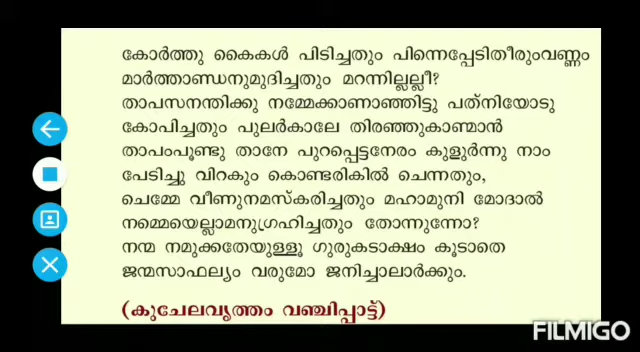 കോർത്തു കൈകൾ പിടിച്ചതും പിന്നെപ്പേടിതീരുംവണ്ണം
മാർത്താണ്ഡനുമുദിച്ചതും മറന്നില്ലല്ലീ?
താപസനന്തിക്കു നമ്മേക്കാണാഞ്ഞിട്ടു പത്നിയോടു
കോപിച്ചതും പുലർകാലേ തിരഞ്ഞുകാണ്മാൻ
താപംപൂണ്ടു താനേ പുറപ്പെട്ടനേരം കുളുർന്നു നാം
പേടിച്ചു വിറകും കൊണ്ടരികിൽ ചെന്നതും,
ചെമ്മേ വീണുനമസ്കരിച്ചതും മഹാമുനി മോദാൽ
നമ്മെയെല്ലാമനുഗ്രഹിച്ചതും തോന്നുന്നോ?
നന്മ നമുക്കതേയുള്ളൂ ഗുരുകടാക്ഷം കൂടാതെ
ജന്മസാഫല്യം വരുമോ ജനിച്ചാലാർക്കും.
(കുചേലവൃത്തം വഞ്ചിപ്പാട്ട്)
FILMIGO